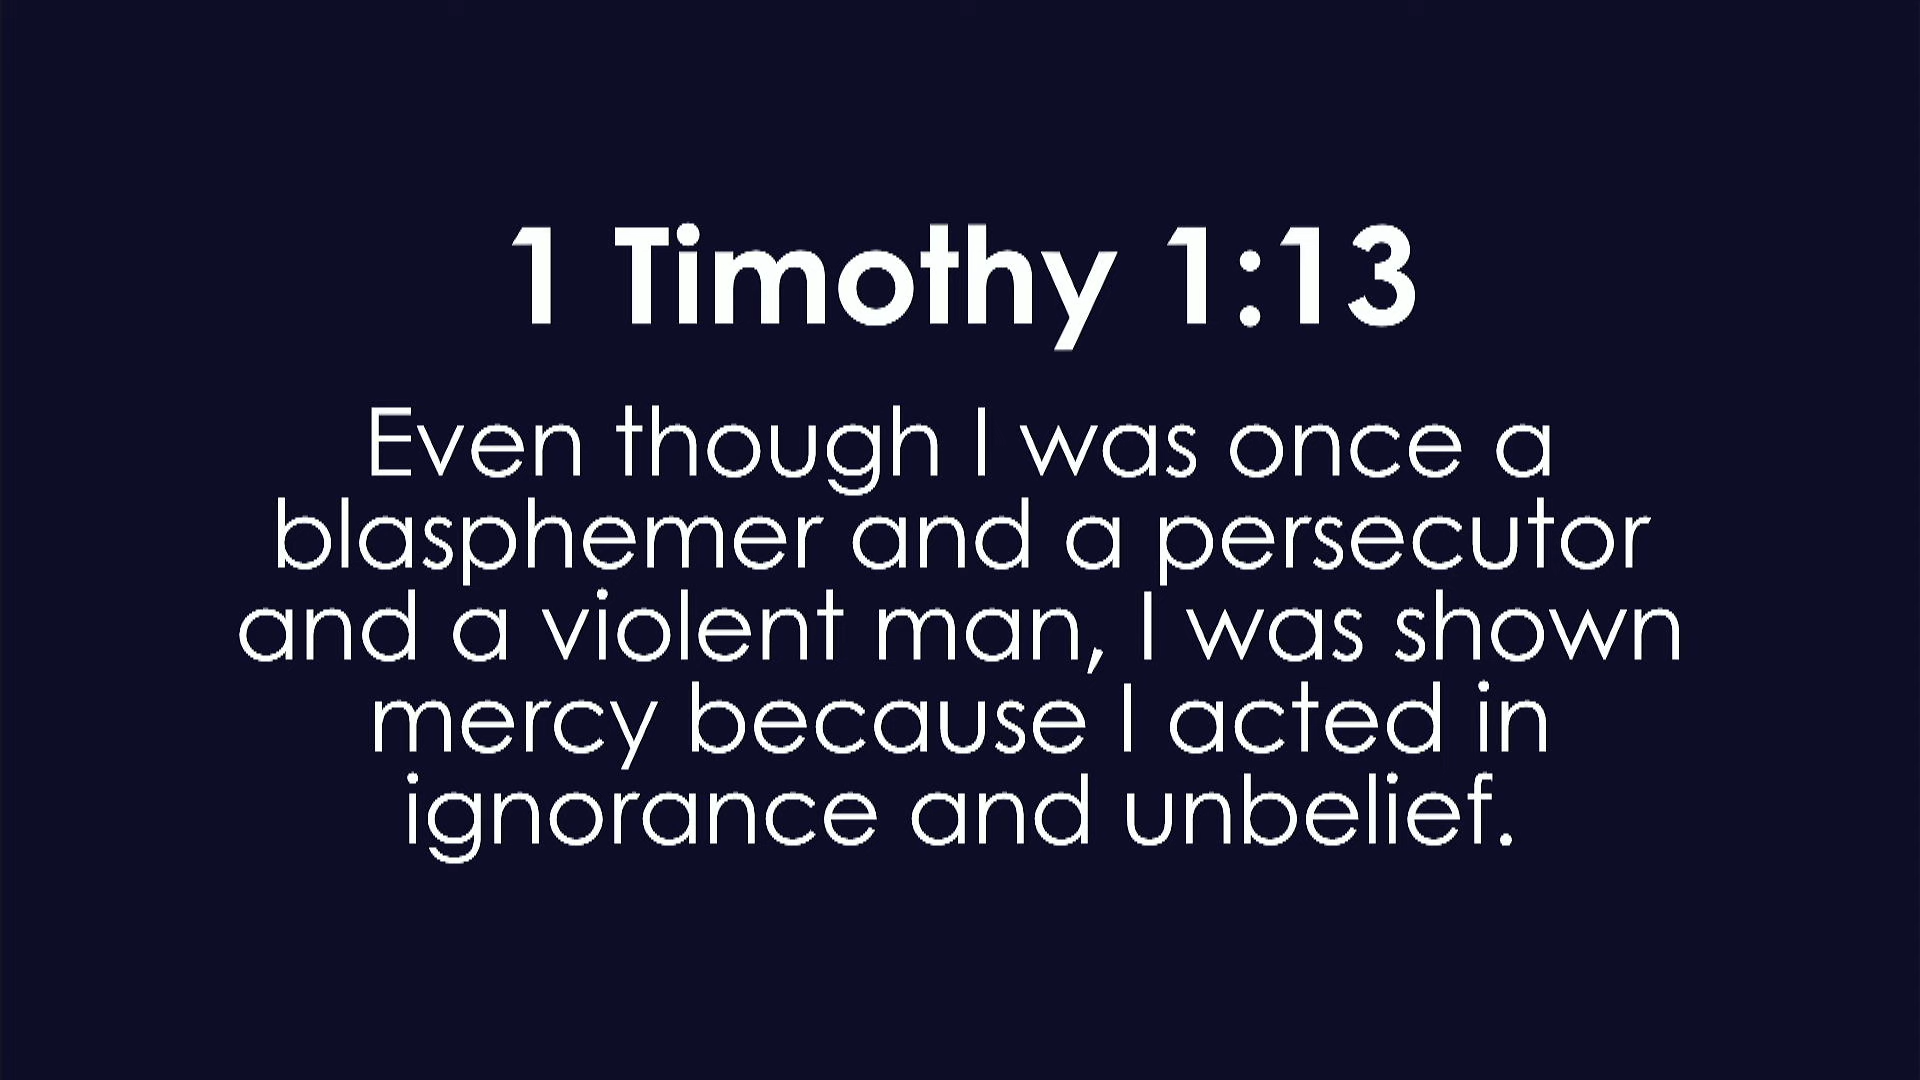 1 Timothy 1:13
Even though I was once a
blasphemer and a persecutor
and a violent man, I was shown
mercy because I acted in
ignorance and unbelief.